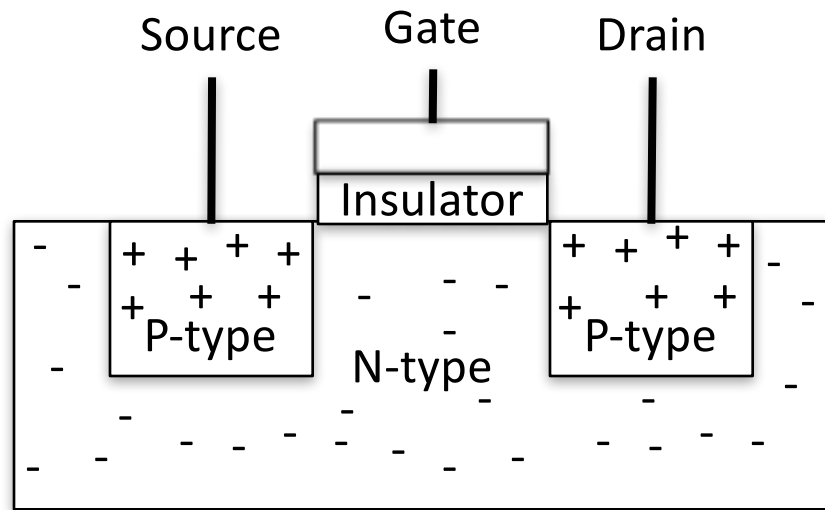 Source
Gate
Drain
Insulator
P-type
N-type
P-type